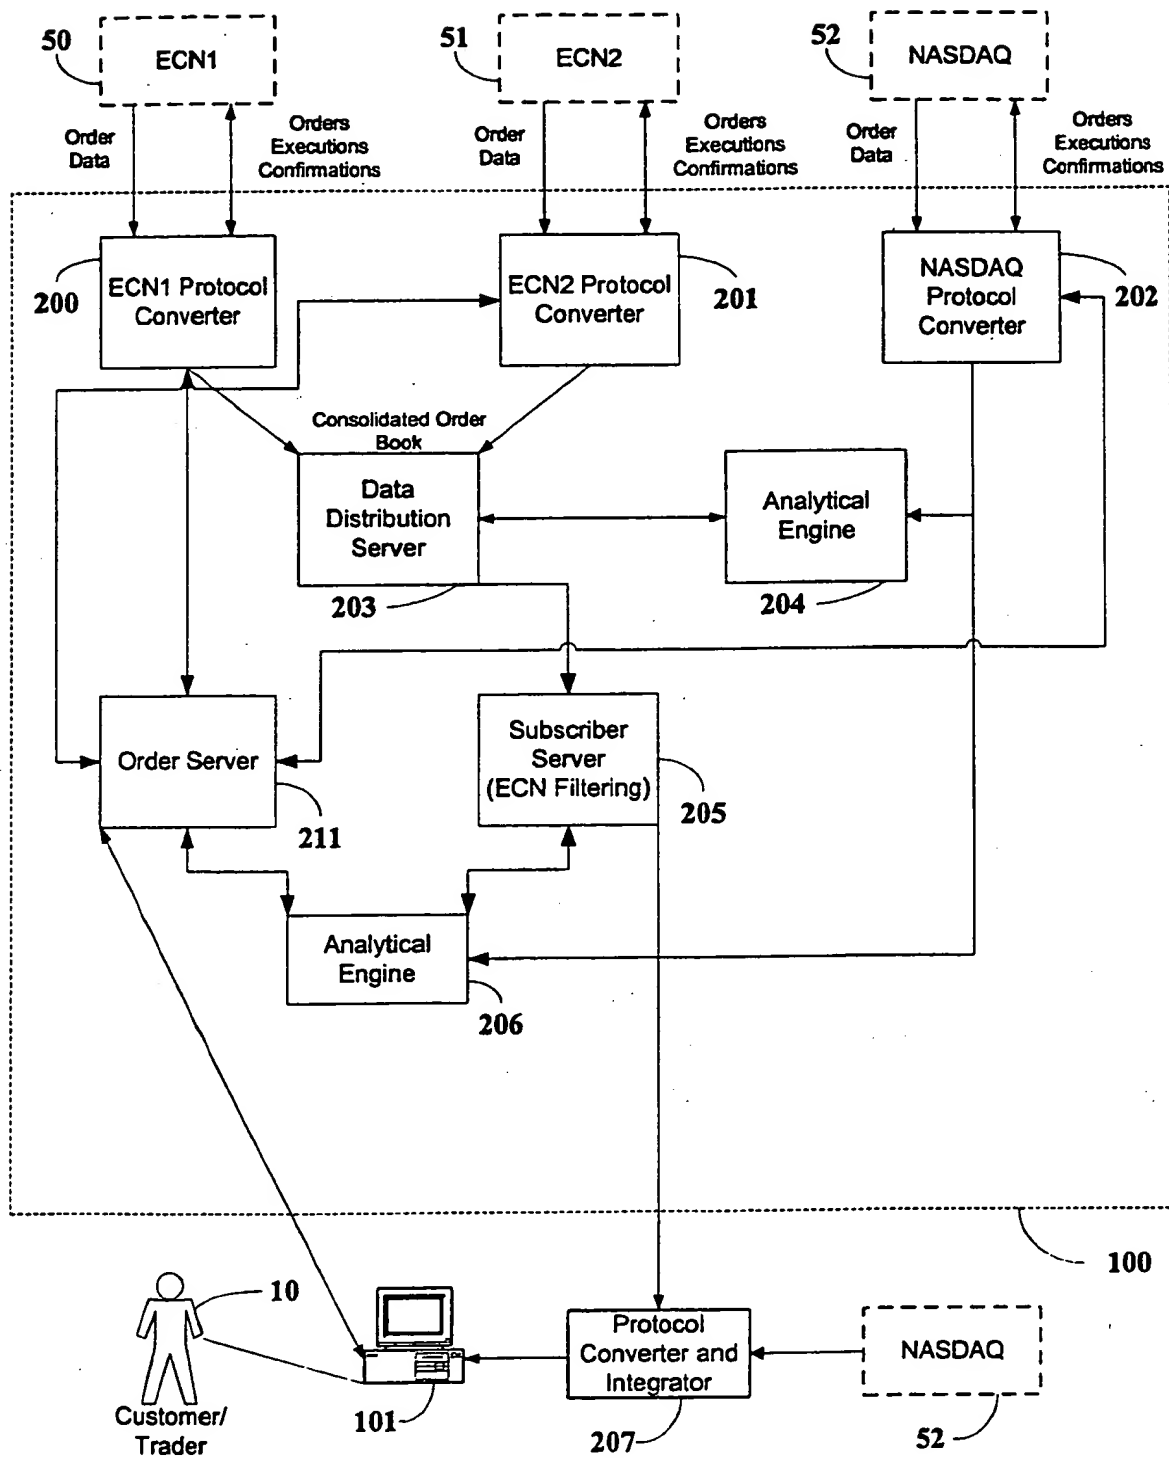 50
ECN1
51
ECN2
52
NASDAQ
Order
Data
Orders
Executions
Confirmations
Order
Data
Orders
Executions
Confirmations
Order
Data
Orders
Executions
Confirmations
200
ECN1 Protocol
Converter
ECN2 Protocol
Converter
201
NASDAQ
Protocol
Converter
202
Consolidated Order
Book
Data
Distribution
Server
203
Analytical
Engine
204
Order Server
211
Subscriber
Server
(ECN Filtering)
205
Analytical
Engine
206
100
10
Customer/
Trader
101
Protocol
Converter and
Integrator
207
NASDAQ
52